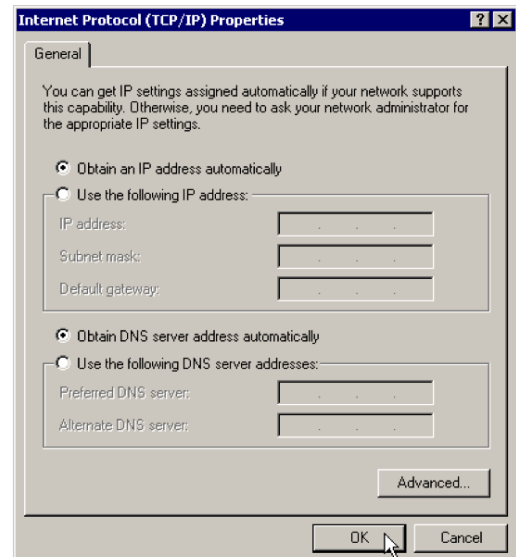 Internet Protocol (TCP/IP) Properties
General
You can get IP settings assigned automatically if your network supports
this capability. Otherwise, you need to ask your network administrator for
the appropriate IP settings.
Obtain an IP address automatically
Use the following IP address:
IP address:
Subnet mask:
Default gateway:
Obtain DNS server address automatically
Use the following DNS server addresses:
Preferred DNS server:
Alternate DNS server:
Advanced...
OK
Cancel